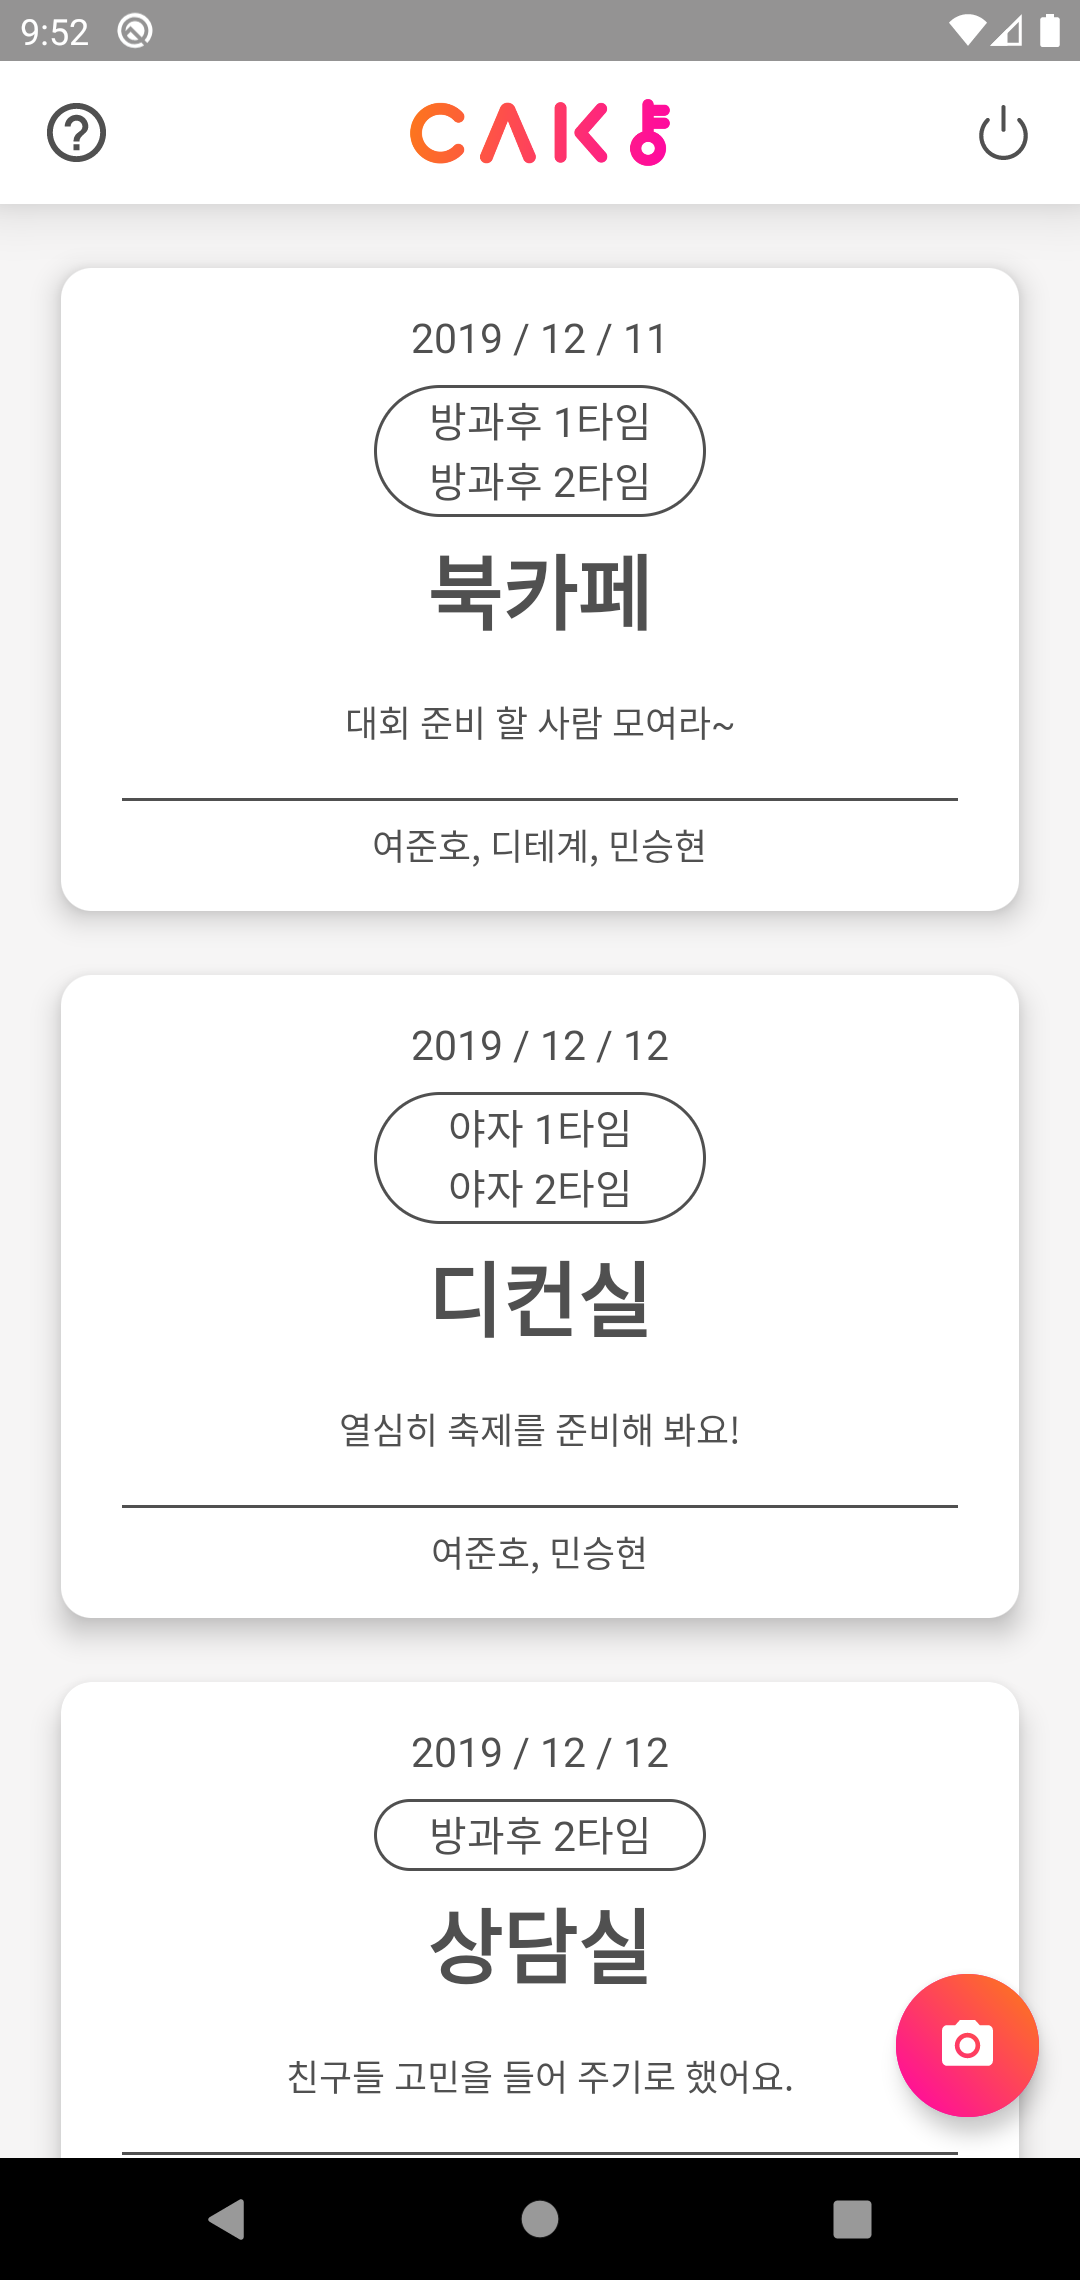 9:52
CAK
2019 / 12 / 11
방과후 1타임
방과후 2타임
북카페
대회 준비 할 사람 모여라~
여준호, 디테계, 민승현
2019 / 12 / 12
야자 1타임
야자 2타임
디컨실
열심히 축제를 준비해 봐요!
여준호, 민승현
2019 / 12 / 12
방과후 2타임
상담실
친구들 고민을 들어 주기로 했어요.